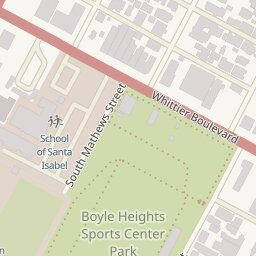 Whittier Boulevard
South Mathews Street
School
of Santa
Isabel
Boyle Heights
Sports Center
Park